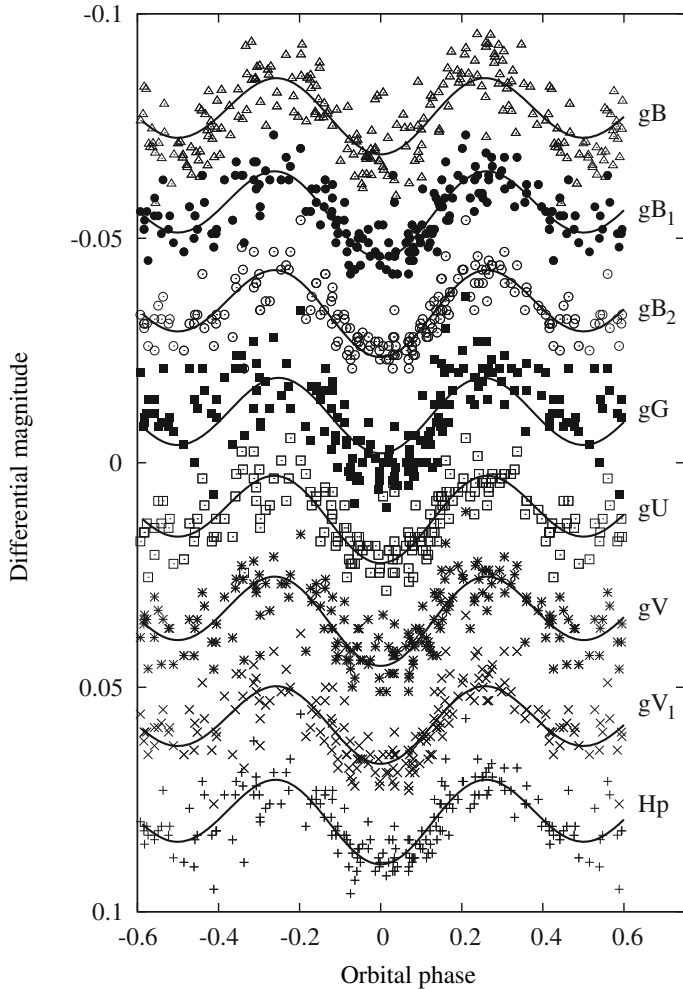 -0.1
gB
gB1
-0.05
gB2
gG
0
gU
gV
0.05
gV1
Hp
0.1
Differential magnitude
-0.6
-0.4
-0.2
0
0.2
0.4
0.6
Orbital phase